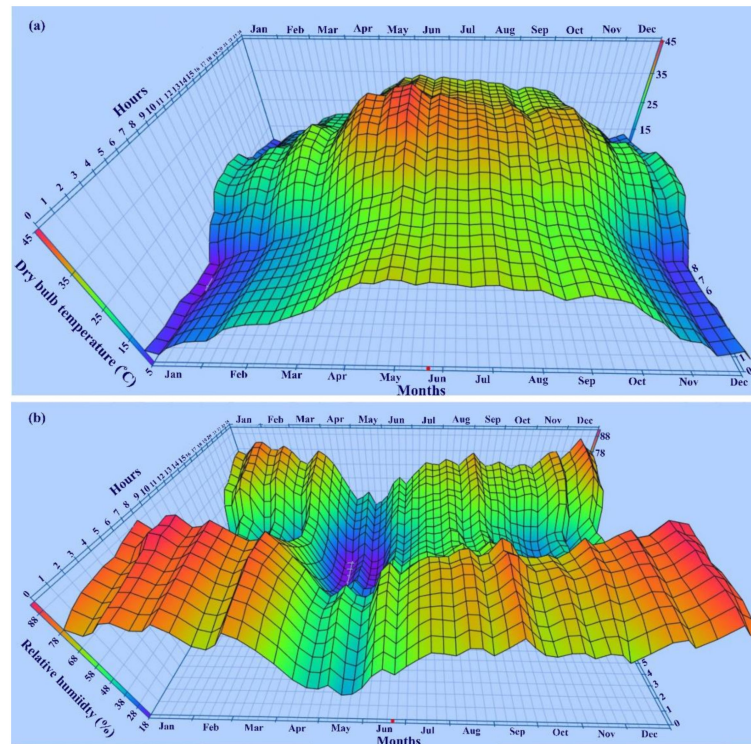 (a)
Jan Feb Mar Apr May Jun Jul Aug Sep Oct Nov Dec
45
35
25
15
Hours
0 1 2 3 4 5 6 7 8 9 10 11 12 13 14 15
45
35
25
15
5
Dry bulb temperature (°C)
8
7
6
1
0
Jan Feb Mar Apr May Jun Jul Aug Sep Oct Nov Dec
Months
(b)
Jan Feb Mar Apr May Jun Jul Aug Sep Oct Nov Dec
88
78
Hours
0 1 2 3 4 5 6 7 8 9 10 11 12 13 14 15
88
78
68
58
48
38
28
18
Relative humiidty (%)
5
4
3
2
1
0
Jan Feb Mar Apr May Jun Jul Aug Sep Oct Nov Dec
Months